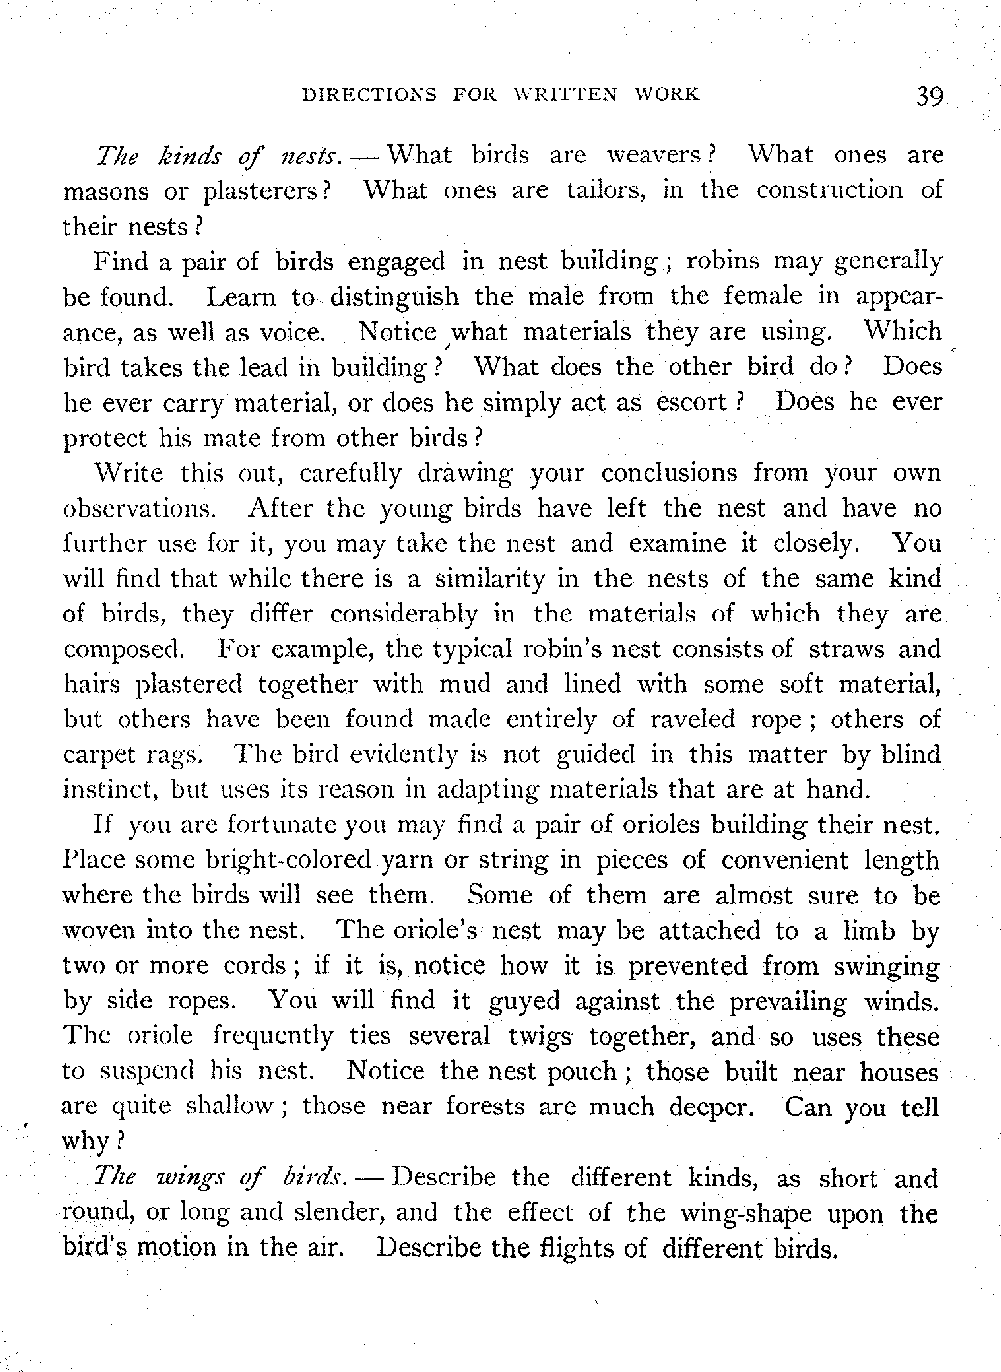 DIRECTIONS FOR WRITTEN WORK 39
The kinds of nests. — What birds are weavers? What ones are
masons or plasterers? What ones are tailors, in the construction of
their nests?
Find a pair of birds engaged in nest building; robins may generally
be found. Learn to distinguish the male from the female in appear-
ance, as well as voice. Notice what materials they are using. Which
bird takes the lead in building? What does the other bird do? Does
he ever carry material, or does he simply act as escort? Does he ever
protect his mate from other birds?
Write this out, carefully drawing your conclusions from your own
observations. After the young birds have left the nest and have no
further use for it, you may take the nest and examine it closely. You
will find that while there is a similarity in the nests of the same kind
of birds, they differ considerably in the materials of which they are
composed. For example, the typical robin's nest consists of straws and
hairs plastered together with mud and lined with some soft material,
but others have been found made entirely of raveled rope; others of
carpet rags. The bird evidently is not guided in this matter by blind
instinct, but uses its reason in adapting materials that are at hand.
If you are fortunate you may find a pair of orioles building their nest.
Place some bright-colored yarn or string in pieces of convenient length
where the birds will see them. Some of them are almost sure to be
woven into the nest. The oriole's nest may be attached to a limb by
two or more cords; if it is, notice how it is prevented from swinging
by side ropes. You will find it guyed against the prevailing winds.
The oriole frequently ties several twigs together, and so uses these
to suspend his nest. Notice the nest pouch; those built near houses
are quite shallow; those near forests are much deeper. Can you tell
why?
The wings of birds. — Describe the different kinds, as short and
round, or long and slender, and the effect of the wing-shape upon the
bird's motion in the air. Describe the flights of different birds.